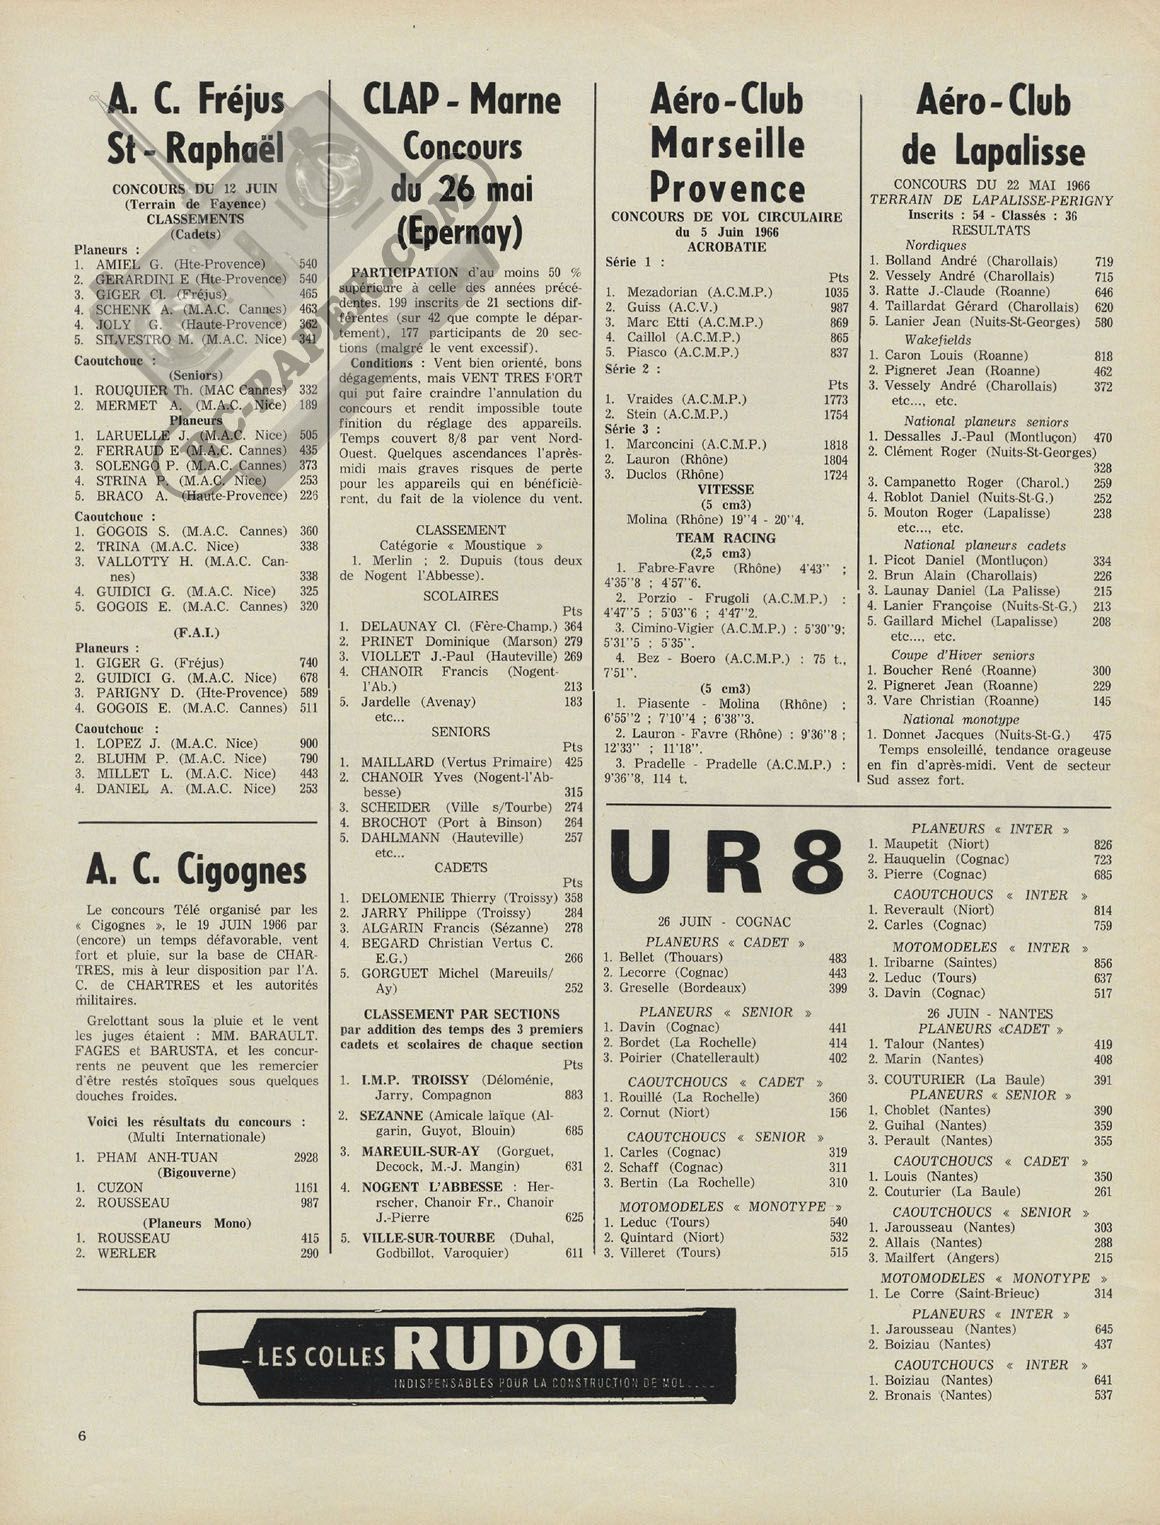 A. C. Fréjus
St - Raphaël
CONCOURS DU 12 JUIN
(Terrain de Fayence)
CLASSEMENTS
(Cadets)
Planeurs :
1. AMIEL G. (Hte-Provence) 540
2. GERARDINI E (Hte-Provence) 540
3. GIGER Cl. (Fréjus) 465
4. SCHENK A. (M.A.C. Cannes) 463
4. JOLY G. (Haute-Provence) 362
5. SILVESTRO M. (M.A.C. Nice) 341
Caoutchouc :
(Seniors)
1. ROUQUIER Th. (MAC Cannes) 332
2. MERMET A. (M.A.C. Nice) 189
Planeurs
1. LARUELLE J. (M.A.C. Nice) 505
2. FERRAUD E (M.A.C. Cannes) 435
3. SOLENGO P. (M.A.C. Cannes) 373
4. STRINA P. (M.A.C. Nice) 253
5. BRACO A. (Haute-Provence) 226
Caoutchouc :
1. GOGOIS S. (M.A.C. Cannes) 360
2. TRINA (M.A.C. Nice) 338
3. VALLOTTY H. (M.A.C. Can-
nes) 338
4. GUIDICI G. (M.A.C. Nice) 325
5. GOGOIS E. (M.A.C. Cannes) 320
(F.A.I.)
Planeurs :
1. GIGER G. (Fréjus) 740
2. GUIDICI G. (M.A.C. Nice) 678
3. PARIGNY D. (Hte-Provence) 589
4. GOGOIS E. (M.A.C. Cannes) 511
Caoutchouc :
1. LOPEZ J. (M.A.C. Nice) 900
2. BLUHM P. (M.A.C. Nice) 790
3. MILLET L. (M.A.C. Nice) 443
4. DANIEL A. (M.A.C. Nice) 253
A. C. Cigognes
Le concours Télé organisé par les
« Cigognes », le 19 JUIN 1966 par
(encore) un temps défavorable, vent
fort et pluie, sur la base de CHAR-
TRES, mis à leur disposition par l'A.
C. de CHARTRES et les autorités
militaires.
Grelottant sous la pluie et le vent
les juges étaient : MM. BARAULT,
FAGES et BARUSTA, et les concur-
rents ne peuvent que les remercier
d'être restés stoïques sous quelques
douches froides.
Voici les résultats du concours :
(Multi Internationale)
1. PHAM ANH-TUAN 2928
(Bigouverne)
1. CUZON 1161
2. ROUSSEAU 987
(Planeurs Mono)
1. ROUSSEAU 415
2. WERLER 290
CLAP - Marne
Concours
du 26 mai
(Epernay)
PARTICIPATION d'au moins 50 %
supérieure à celle des années précé-
dentes. 199 inscrits de 21 sections dif-
férentes (sur 42 que compte le dépar-
tement), 177 participants de 20 sec-
tions (malgré le vent excessif).
Conditions : Vent bien orienté, bons
dégagements, mais VENT TRES FORT
qui put faire craindre l'annulation du
concours et rendit impossible toute
finition du réglage des appareils.
Temps couvert 8/8 par vent Nord-
Ouest. Quelques ascendances l'après-
midi mais graves risques de perte
pour les appareils qui en bénéficiè-
rent, du fait de la violence du vent.
CLASSEMENT
Catégorie « Moustique »
1. Merlin ; 2. Dupuis (tous deux
de Nogent l'Abbesse).
SCOLAIRES
Pts
1. DELAUNAY Cl. (Fère-Champ.) 364
2. PRINET Dominique (Marson) 279
3. VIOLLET J.-Paul (Hauteville) 269
4. CHANOIR Francis (Nogent-
l'Ab.) 213
5. Jardelle (Avenay) 183
etc...
SENIORS
Pts
1. MAILLARD (Vertus Primaire) 425
2. CHANOIR Yves (Nogent-l'Ab-
besse) 315
3. SCHEIDER (Ville s/Tourbe) 274
4. BROCHOT (Port à Binson) 264
5. DAHLMANN (Hauteville) 257
etc...
CADETS
Pts
1. DELOMENIE Thierry (Troissy) 358
2. JARRY Philippe (Troissy) 284
3. ALGARIN Francis (Sézanne) 278
4. BEGARD Christian Vertus C.
E.G.) 266
5. GORGUET Michel (Mareuils/
Ay) 252
CLASSEMENT PAR SECTIONS
par addition des temps des 3 premiers
cadets et scolaires de chaque section
Pts
1. I.M.P. TROISSY (Déloménie,
Jarry, Compagnon 883
2. SEZANNE (Amicale laïque (Al-
garin, Guyot, Blouin) 685
3. MAREUIL-SUR-AY (Gorguet,
Decock, M.-J. Mangin) 631
4. NOGENT L'ABBESSE : Her-
rscher, Chanoir Fr., Chanoir
J.-Pierre 625
5. VILLE-SUR-TOURBE (Duhal,
Godbillot, Varoquier) 611
Aéro-Club
Marseille
Provence
CONCOURS DE VOL CIRCULAIRE
du 5 Juin 1966
ACROBATIE
Série 1 :
Pts
1. Mezadorian (A.C.M.P.) 1035
2. Guiss (A.C.V.) 987
3. Marc Etti (A.C.M.P.) 869
4. Caillol (A.C.M.P.) 865
5. Piasco (A.C.M.P.) 837
Série 2 :
Pts
1. Vraides (A.C.M.P.) 1773
2. Stein (A.C.M.P.) 1754
Série 3 :
1. Marconcini (A.C.M.P.) 1818
2. Lauron (Rhône) 1804
3. Duclos (Rhône) 1724
VITESSE
(5 cm3)
Molina (Rhône) 19"4 - 20"4.
TEAM RACING
(2,5 cm3)
1. Fabre-Favre (Rhône) 4'43" ;
4'35"8 ; 4'57"6.
2. Porzio - Frugoli (A.C.M.P.) :
4'47"5 ; 5'03"6 ; 4'47"2.
3. Cimino-Vigier (A.C.M.P.) : 5'30"9;
5'31"5 ; 5'35".
4. Bez - Boero (A.C.M.P.) : 75 t.,
7'51".
(5 cm3)
1. Piasente - Molina (Rhône) :
6'55"2 ; 7'10"4 ; 6'38"3.
2. Lauron - Favre (Rhône) : 9'36"8 ;
12'33" ; 11'18".
3. Pradelle - Pradelle (A.C.M.P.) :
9'36"8, 114 t.
Aéro-Club
de Lapalisse
CONCOURS DU 22 MAI 1966
TERRAIN DE LAPALISSE-PERIGNY
Inscrits : 54 - Classés : 36
RESULTATS
Nordiques
1. Bolland André (Charollais) 719
2. Vessely André (Charollais) 715
3. Ratte J.-Claude (Roanne) 646
4. Taillardat Gérard (Charollais) 620
5. Lanier Jean (Nuits-St-Georges) 580
Wakefields
1. Caron Louis (Roanne) 818
2. Pigneret Jean (Roanne) 462
3. Vessely André (Charollais) 372
etc..., etc.
National planeurs seniors
1. Dessalles J.-Paul (Montluçon) 470
2. Clément Roger (Nuits-St-Georges)
328
3. Campanetto Roger (Charol.) 259
4. Roblot Daniel (Nuits-St-G.) 252
5. Mouton Roger (Lapalisse) 238
etc..., etc.
National planeurs cadets
1. Picot Daniel (Montluçon) 334
2. Brun Alain (Charollais) 226
3. Launay Daniel (La Palisse) 215
4. Lanier Françoise (Nuits-St-G.) 213
5. Gaillard Michel (Lapalisse) 208
etc..., etc.
Coupe d'Hiver seniors
1. Boucher René (Roanne) 300
2. Pigneret Jean (Roanne) 229
3. Vare Christian (Roanne) 145
National monotype
1. Donnet Jacques (Nuits-St-G.) 475
Temps ensoleillé, tendance orageuse
en fin d'après-midi. Vent de secteur
Sud assez fort.
UR8
26 JUIN - COGNAC
PLANEURS « CADET »
1. Bellet (Thouars) 483
2. Lecorre (Cognac) 443
3. Greselle (Bordeaux) 399
PLANEURS « SENIOR »
1. Davin (Cognac) 441
2. Bordet (La Rochelle) 414
3. Poirier (Chatellerault) 402
CAOUTCHOUCS « CADET »
1. Rouillé (La Rochelle) 360
2. Cornut (Niort) 156
CAOUTCHOUCS « SENIOR »
1. Carles (Cognac) 319
2. Schaff (Cognac) 311
3. Bertin (La Rochelle) 310
MOTOMODELES « MONOTYPE »
1. Leduc (Tours) 540
2. Quintard (Niort) 532
3. Villeret (Tours) 515
PLANEURS « INTER »
1. Maupetit (Niort) 826
2. Hauquelin (Cognac) 723
3. Pierre (Cognac) 685
CAOUTCHOUCS « INTER »
1. Reverault (Niort) 814
2. Carles (Cognac) 759
MOTOMODELES « INTER »
1. Iribarne (Saintes) 856
2. Leduc (Tours) 637
3. Davin (Cognac) 517
26 JUIN - NANTES
PLANEURS «CADET »
1. Talour (Nantes) 419
2. Marin (Nantes) 408
3. COUTURIER (La Baule) 391
PLANEURS « SENIOR »
1. Choblet (Nantes) 390
2. Guihal (Nantes) 359
3. Perault (Nantes) 355
CAOUTCHOUCS « CADET »
1. Louis (Nantes) 350
2. Couturier (La Baule) 261
CAOUTCHOUCS « SENIOR »
1. Jarousseau (Nantes) 303
2. Allais (Nantes) 288
3. Mailfert (Angers) 215
MOTOMODELES « MONOTYPE »
1. Le Corre (Saint-Brieuc) 314
PLANEURS « INTER »
1. Jarousseau (Nantes) 645
2. Boiziau (Nantes) 437
CAOUTCHOUCS « INTER »
1. Boiziau (Nantes) 641
2. Bronais (Nantes) 537
LES COLLES RUDOL
INDISPENSABLES POUR LA CONSTRUCTION DE
6
RC-PAPER.COM